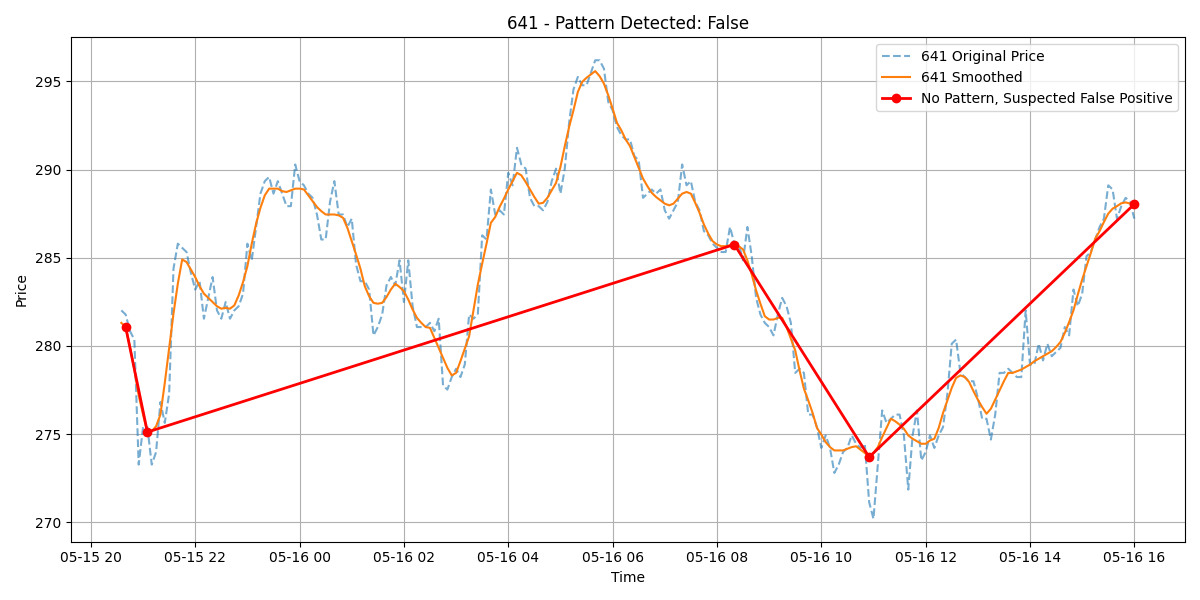 641 - Pattern Detected: False
641 Original Price
641 Smoothed
No Pattern, Suspected False Positive
Price
295
290
285
280
275
270
05-15 20
05-15 22
05-16 00
05-16 02
05-16 04
05-16 06
05-16 08
05-16 10
05-16 12
05-16 14
05-16 16
Time